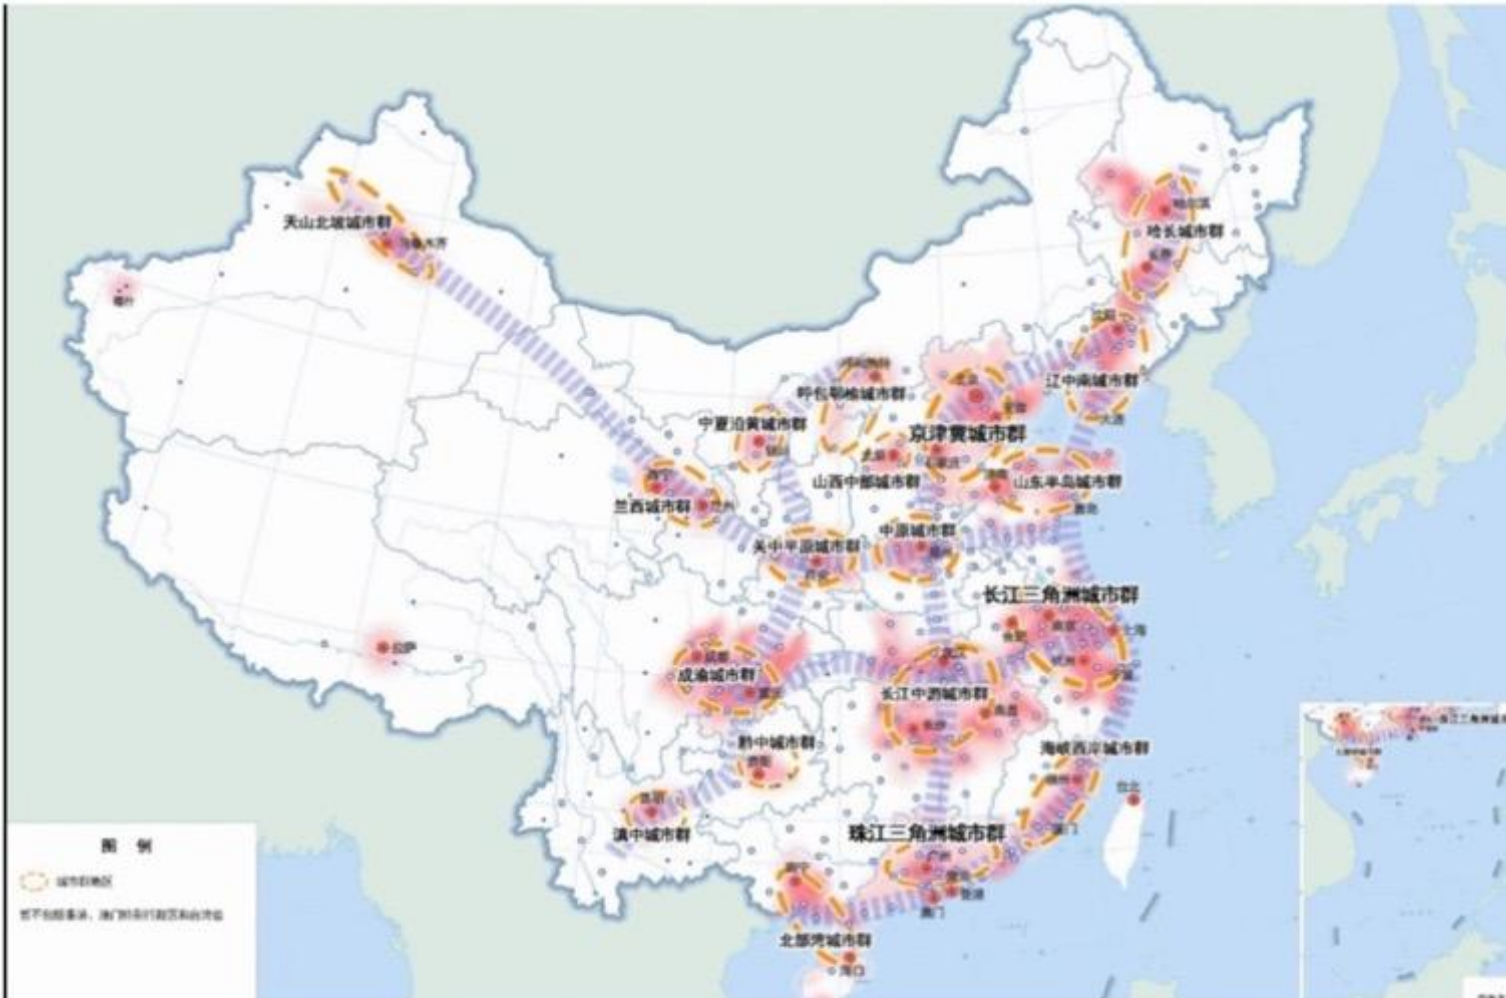 哈尔滨
天山北坡城市群
哈长城市群
乌鲁木齐
长春
喀什
沈阳
呼和浩特
北京
辽中南城市群
呼包鄂榆城市群
天津
大连
宁夏沿黄城市群
京津冀城市群
银川
太原
石家庄
西宁
济南
山西中部城市群
山东半岛城市群
兰西城市群
兰州
青岛
中原城市群
关中平原城市群
郑州
西安
长江三角洲城市群
南京
合肥
上海
拉萨
成都
武汉
杭州
成渝城市群
宁波
重庆
长江中游城市群
南昌
长沙
黔中城市群
海峡西岸城市群
贵阳
福州
台北
昆明
滇中城市群
珠江三角洲城市群
厦门
图 例
广州
南宁
城市群地区
深圳
香港
澳门
北部湾城市群
海口